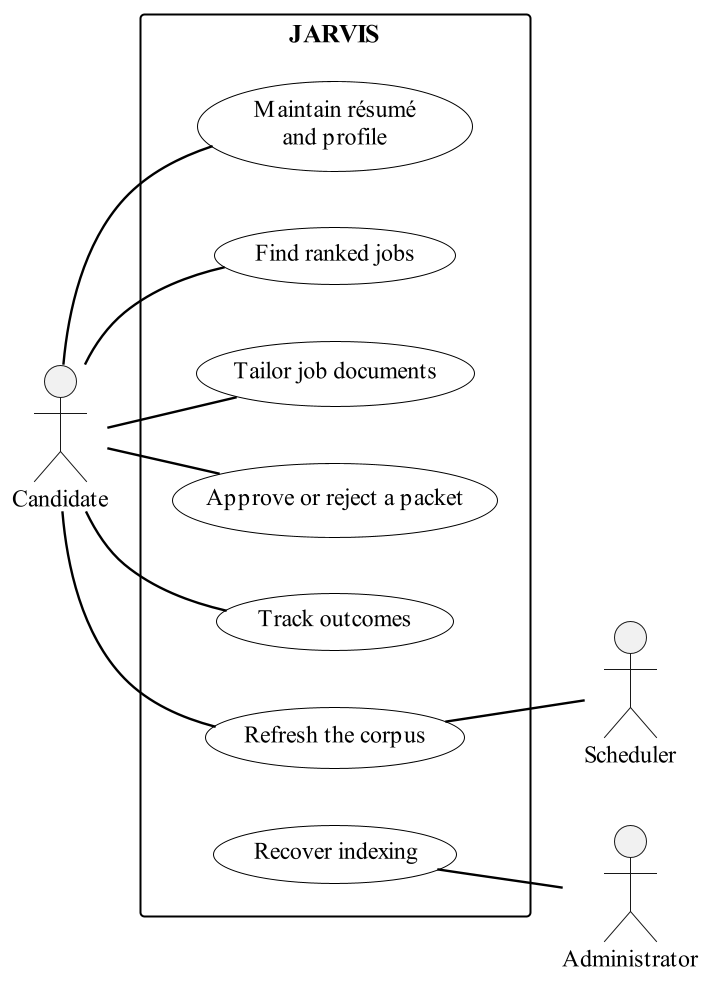 JARVIS
Maintain résumé
and profile
Find ranked jobs
Tailor job documents
Candidate
Approve or reject a packet
Track outcomes
Refresh the corpus
Scheduler
Recover indexing
Administrator